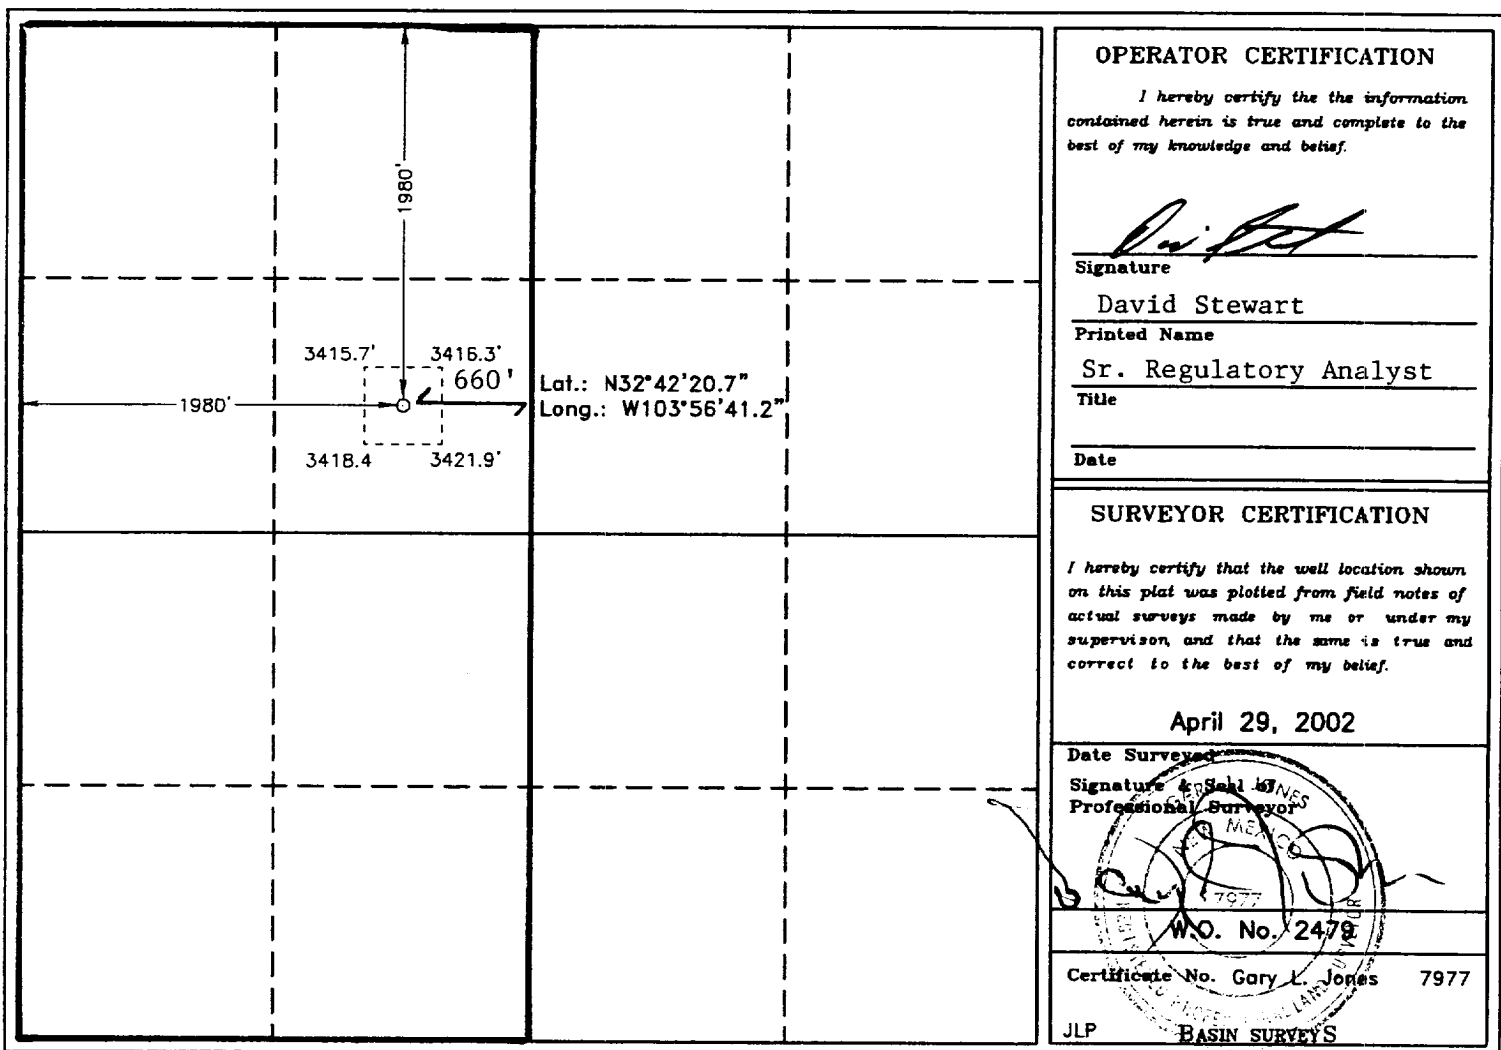 1980'
3415.7' 3416.3'
660'
1980'
Lat.: N32°42'20.7"
Long.: W103°56'41.2"
3418.4 3421.9'
OPERATOR CERTIFICATION
I hereby certify the the information
contained herein is true and complete to the
best of my knowledge and belief.
Signature
David Stewart
Printed Name
Sr. Regulatory Analyst
Title
Date
SURVEYOR CERTIFICATION
I hereby certify that the well location shown
on this plat was plotted from field notes of
actual surveys made by me or under my
supervison, and that the same is true and
correct to the best of my belief.
April 29, 2002
Date Surveyed
Signature & Seal of
Professional Surveyor
GARY L. JONES
NEW MEXICO
7977
W.O. No. 2479
Certificate No. Gary L. Jones 7977
JLP BASIN SURVEYS